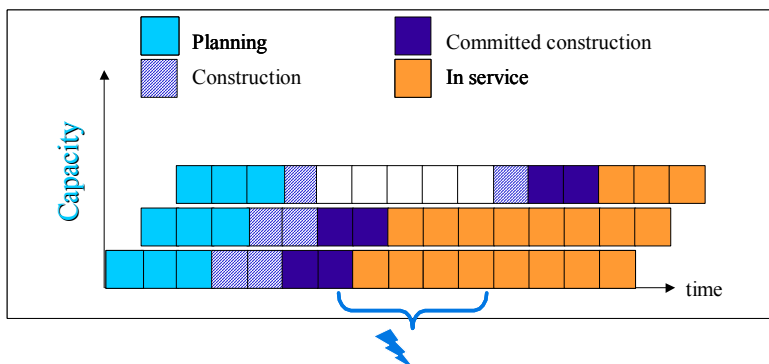 Planning
Committed construction
Construction
In service
Capacity
time